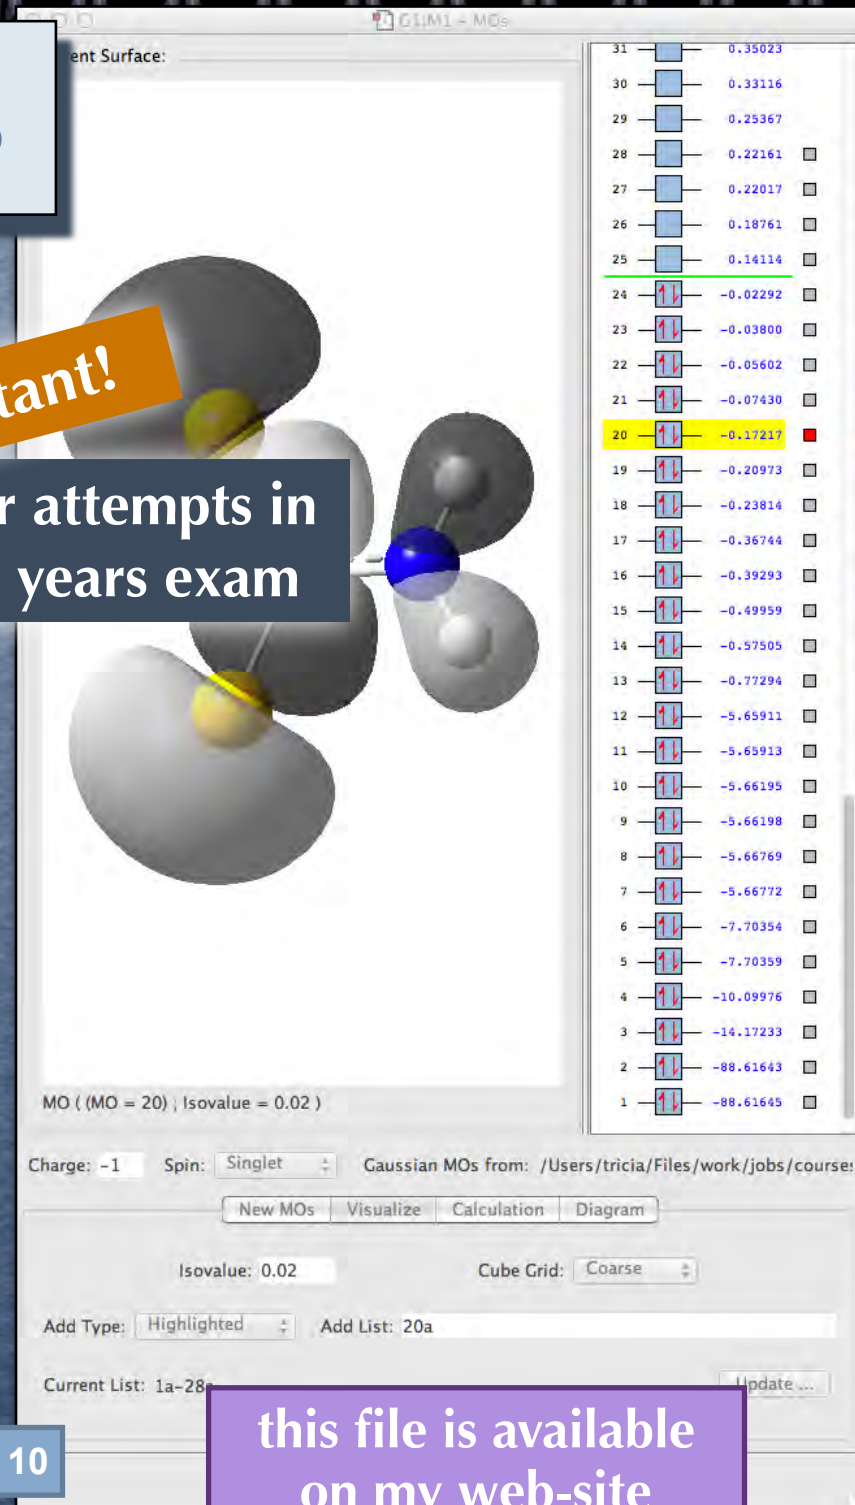 G1:M1 - MOs
ent Surface:
tant!
r attempts in
years exam
31 0.35023
30 0.33116
29 0.25367
28 0.22161
27 0.22017
26 0.18761
25 0.14114
24 -0.02292
23 -0.03800
22 -0.05602
21 -0.07430
20 -0.17217
19 -0.20973
18 -0.23814
17 -0.36744
16 -0.39293
15 -0.49959
14 -0.57505
13 -0.77294
12 -5.65911
11 -5.65913
10 -5.66195
9 -5.66198
8 -5.66769
7 -5.66772
6 -7.70354
5 -7.70359
4 -10.09976
3 -14.17233
2 -88.61643
1 -88.61645
MO ( (MO = 20) ; Isovalue = 0.02 )
Charge: -1 Spin: Singlet Gaussian MOs from: /Users/tricia/Files/work/jobs/courses
New MOs Visualize Calculation Diagram
Isovalue: 0.02 Cube Grid: Coarse
Add Type: Highlighted Add List: 20a
Current List: 1a-28a Update ...
10
this file is available
on my web-site